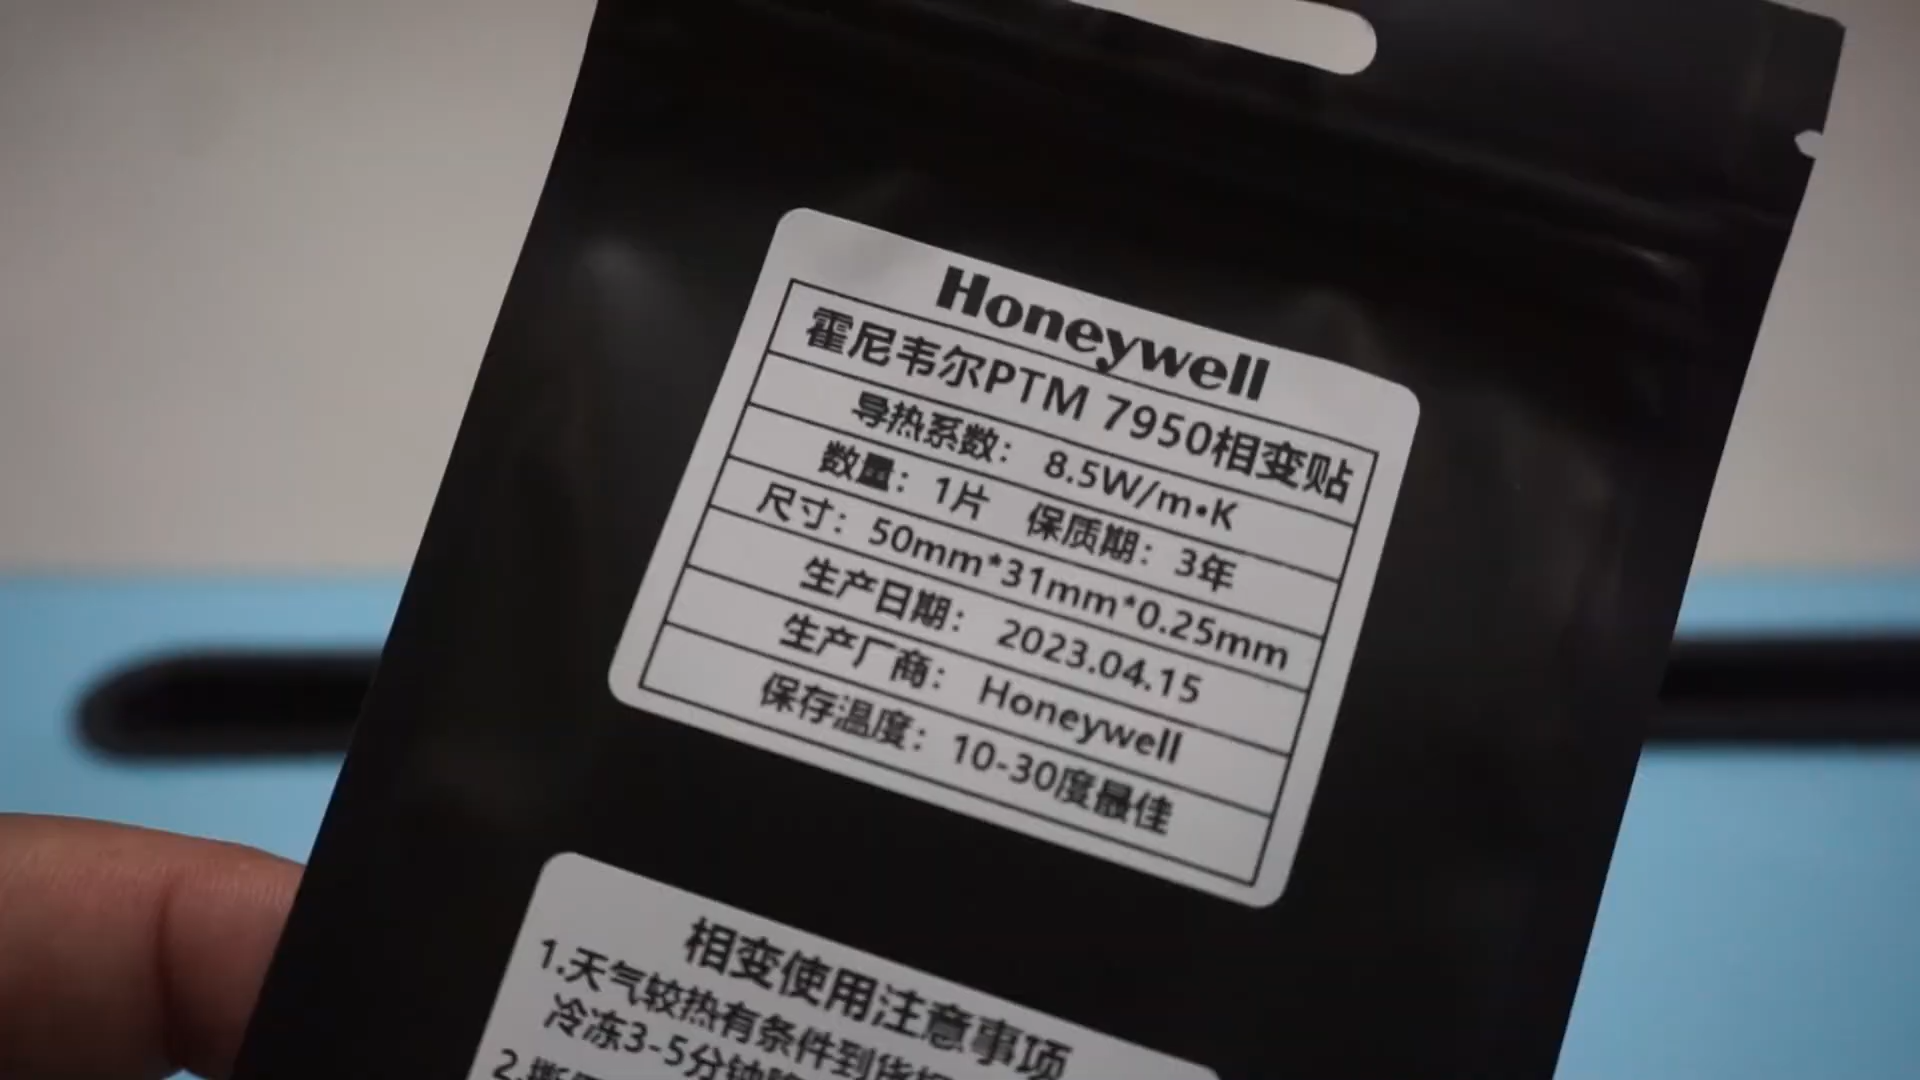 Honeywell
霍尼韦尔PTM 7950相变贴
导热系数： 8.5W/m•K
数量：1片 保质期：3年
尺寸：50mm*31mm*0.25mm
生产日期： 2023.04.15
生产厂商： Honeywell
保存温度：10-30度最佳
相变使用注意事项
1.天气较热有条件到货
冷冻3-5分钟
2.撕